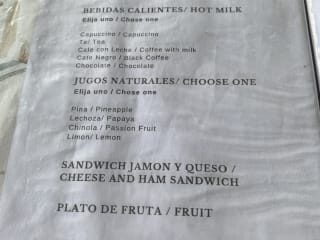 BEBIDAS CALIENTES/ HOT MILK
Elija uno / Chose one
Capuccino / Capuccino
Te/ Tea
Cafe con Leche / Coffee with milk
Cafe Negro / Black Coffee
Chocolate / Chocolate
JUGOS NATURALES/ CHOOSE ONE
Elija uno / Chose one
Pina / Pineapple
Lechoza/ Papaya
Chinola / Passion Fruit
Limon/ Lemon
SANDWICH JAMON Y QUESO /
CHEESE AND HAM SANDWICH
PLATO DE FRUTA / FRUIT